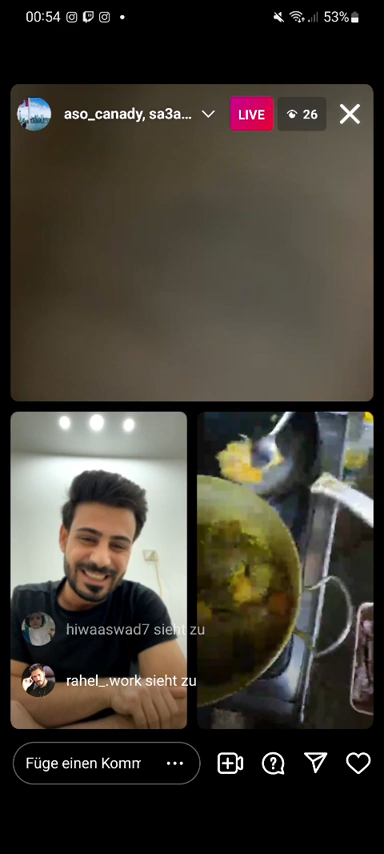 00:54
53%
aso_canady, sa3a...
LIVE
26
hiwaaswad7 sieht zu
rahel_.work sieht zu
Füge einen Komm